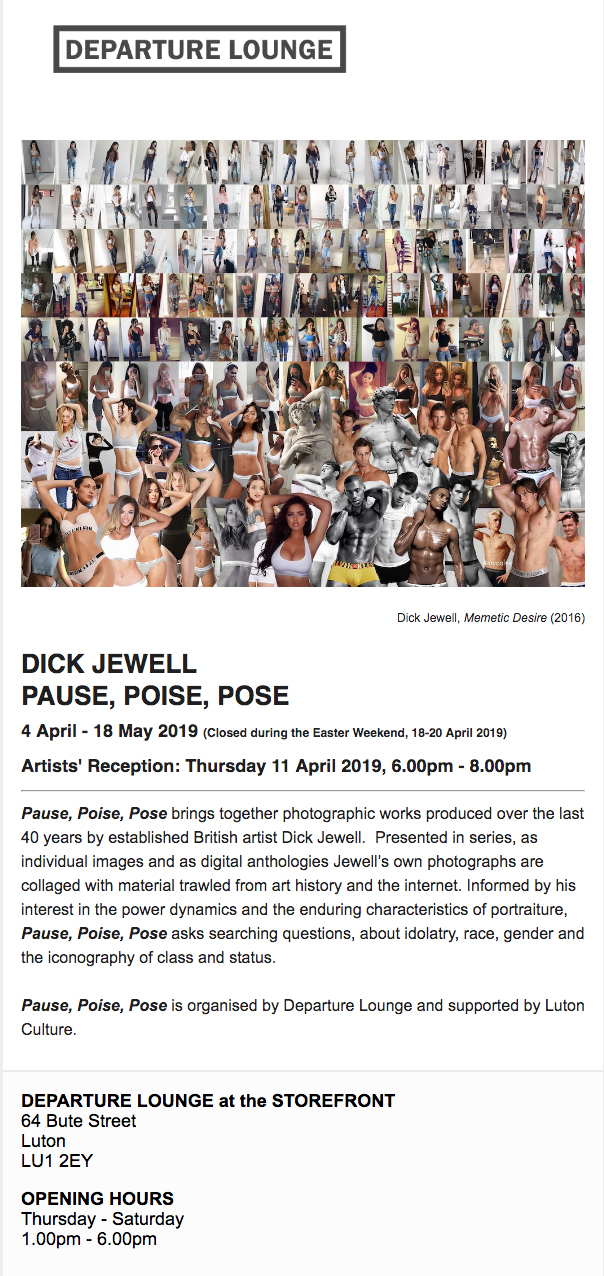 DEPARTURE LOUNGE
Dick Jewell, Memetic Desire (2016)
DICK JEWELL
PAUSE, POISE, POSE
4 April - 18 May 2019 (Closed during the Easter Weekend, 18-20 April 2019)
Artists' Reception: Thursday 11 April 2019, 6.00pm - 8.00pm
Pause, Poise, Pose brings together photographic works produced over the last
40 years by established British artist Dick Jewell.  Presented in series, as
individual images and as digital anthologies Jewell's own photographs are
collaged with material trawled from art history and the internet. Informed by his
interest in the power dynamics and the enduring characteristics of portraiture,
Pause, Poise, Pose asks searching questions, about idolatry, race, gender and
the iconography of class and status.
Pause, Poise, Pose is organised by Departure Lounge and supported by Luton
Culture.
DEPARTURE LOUNGE at the STOREFRONT
64 Bute Street
Luton
LU1 2EY
OPENING HOURS
Thursday - Saturday
1.00pm - 6.00pm